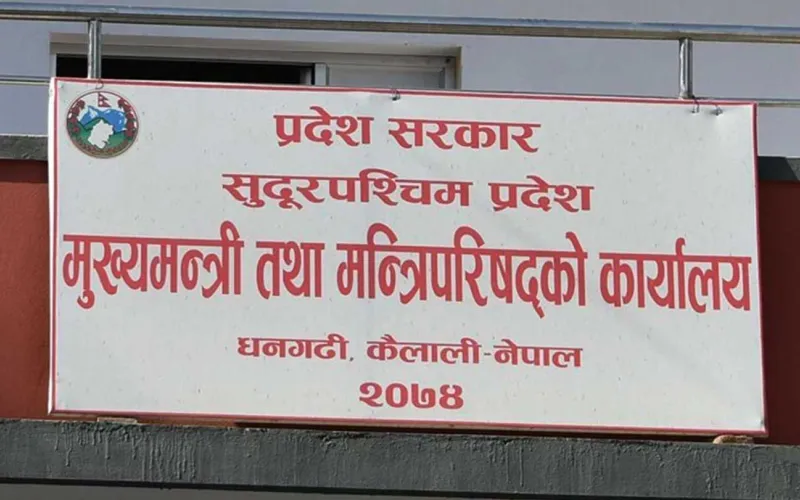 प्रदेश सरकार
सुदूरपश्चिम प्रदेश
मुख्यमन्त्री तथा मन्त्रिपरिषद्को कार्यालय
धनगढी, कैलाली-नेपाल
२०७४